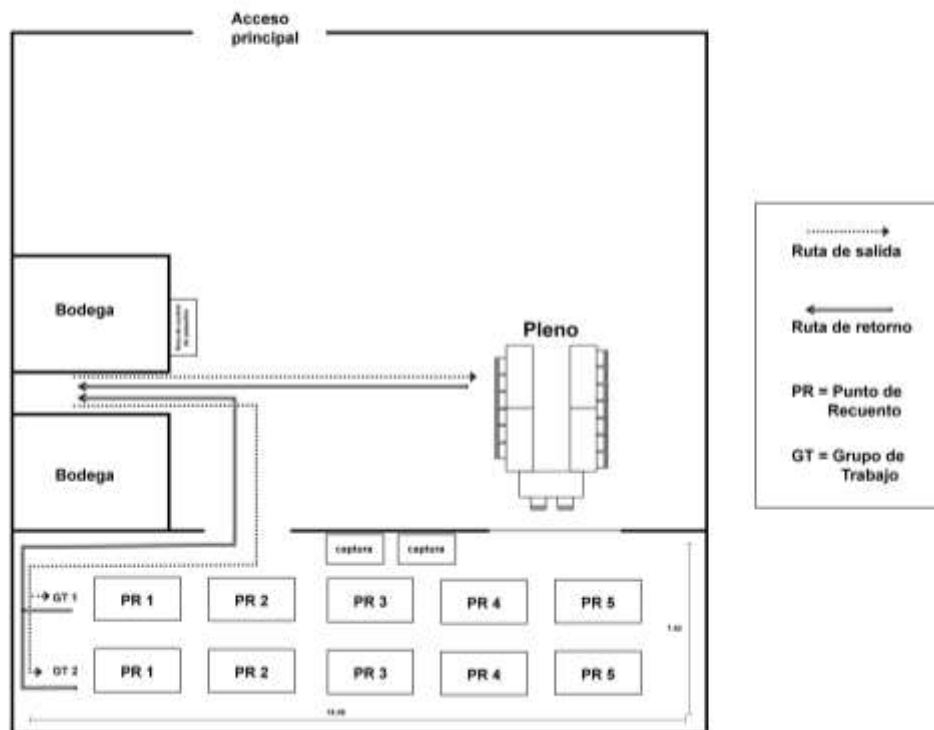 Acceso
principal
Bodega
Pleno
Bodega
captura
captura
GT 1
PR 1
PR 2
PR 3
PR 4
PR 5
GT 2
PR 1
PR 2
PR 3
PR 4
PR 5
Ruta de salida
Ruta de retorno
PR = Punto de
Recuento
GT = Grupo de
Trabajo